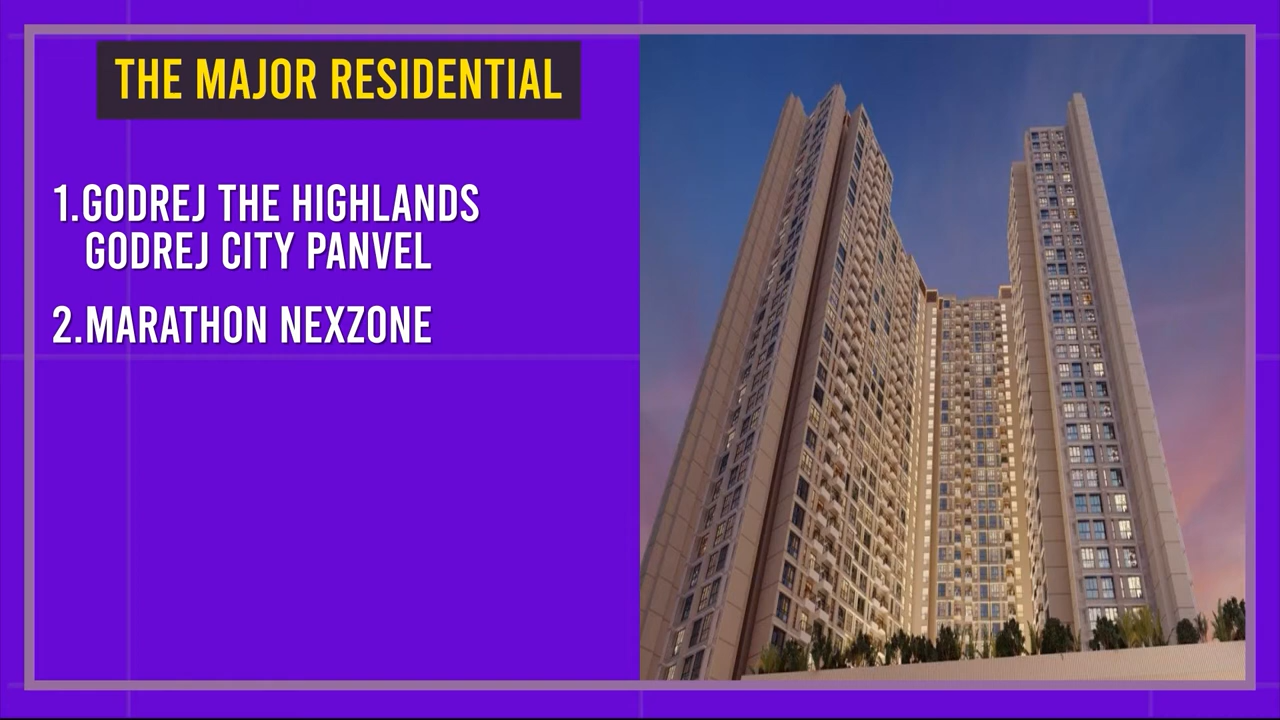 THE MAJOR RESIDENTIAL
1.GODREJ THE HIGHLANDS
GODREJ CITY PANVEL
2.MARATHON NEXZONE